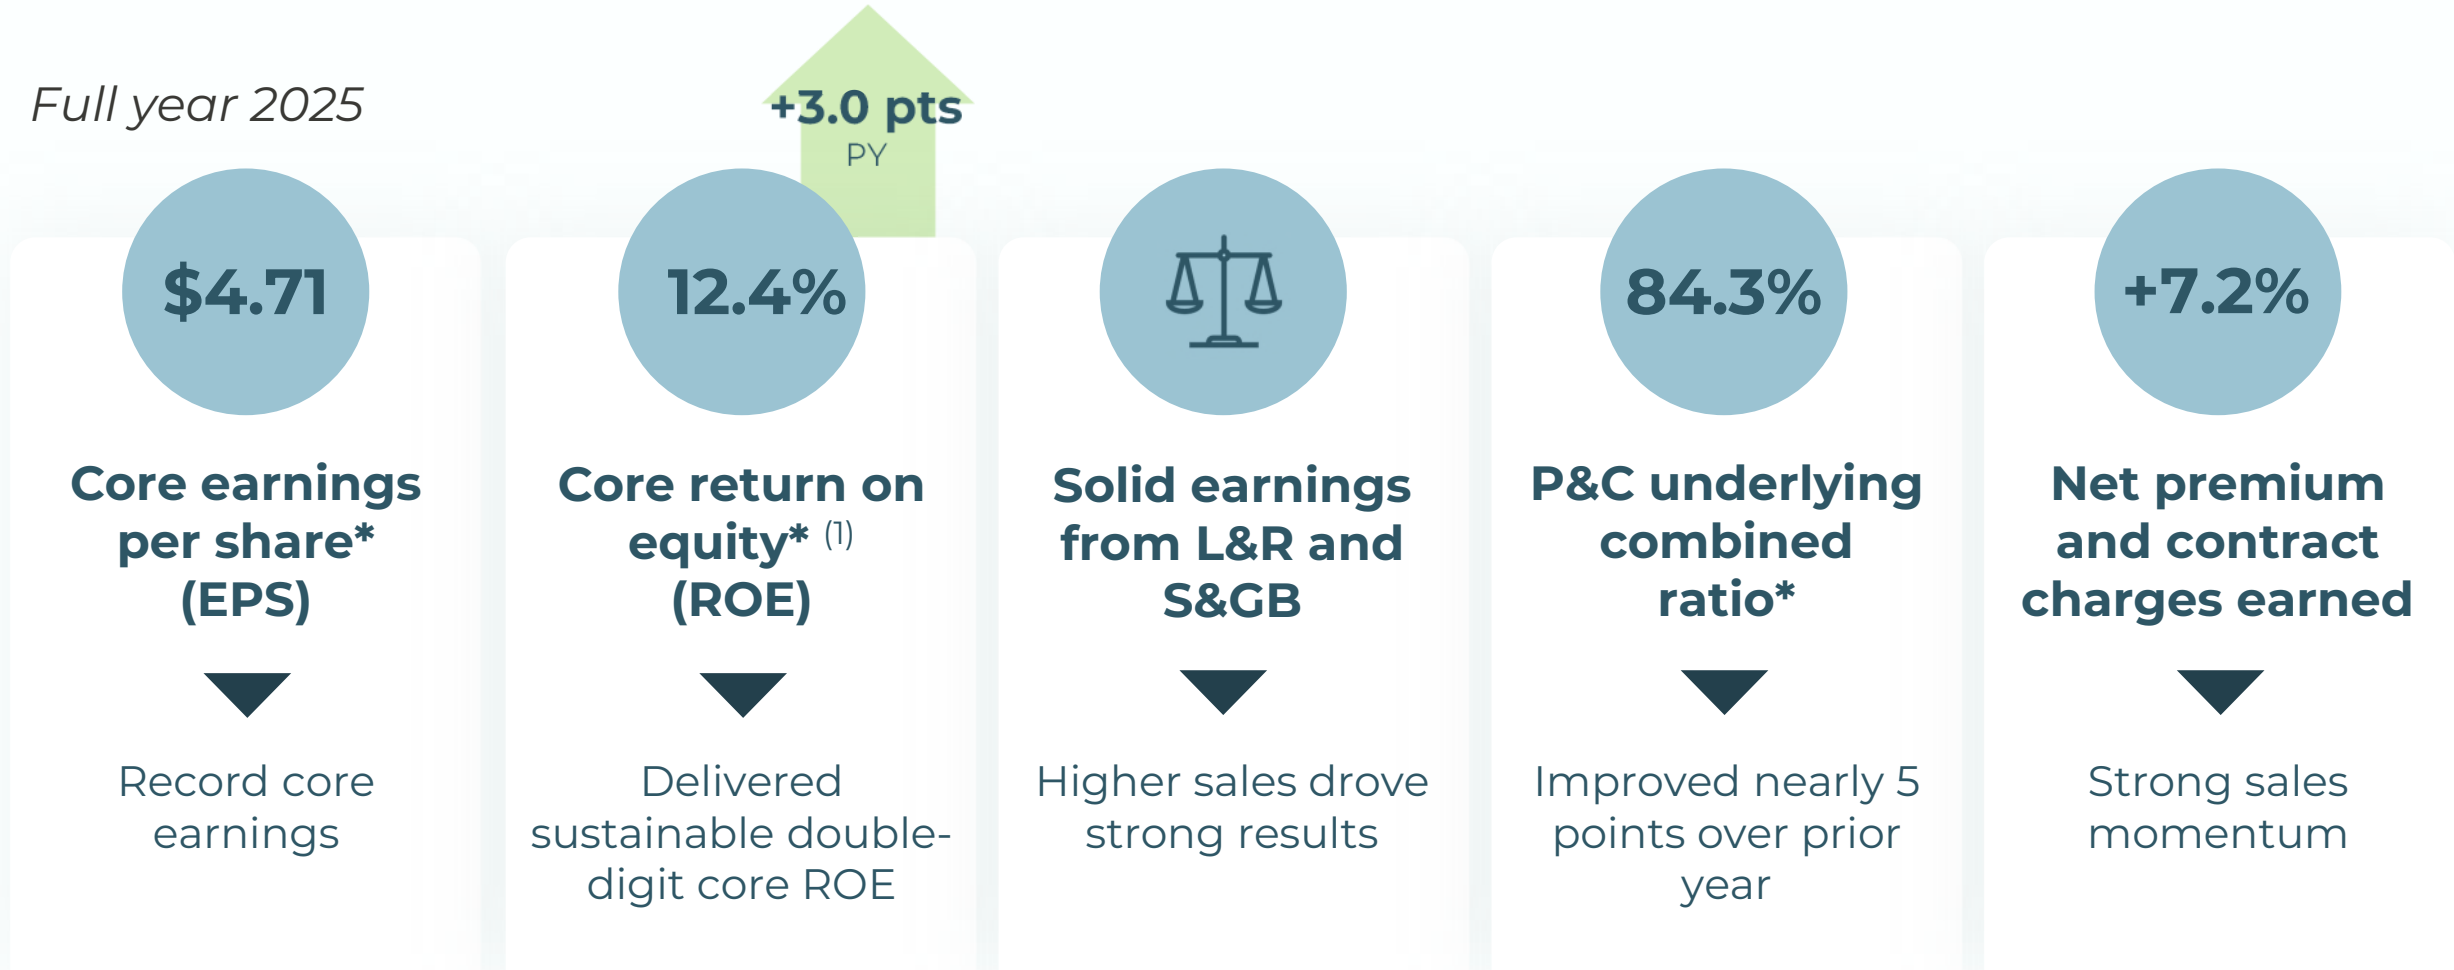 Full year 2025
+3.0 pts
PY
$4.71
Core earnings
per share*
(EPS)
Record core
earnings
12.4%
Core return on
equity* (1)
(ROE)
Delivered
sustainable double-
digit core ROE
Solid earnings
from L&R and
S&GB
Higher sales drove
strong results
84.3%
P&C underlying
combined
ratio*
Improved nearly 5
points over prior
year
+7.2%
Net premium
and contract
charges earned
Strong sales
momentum